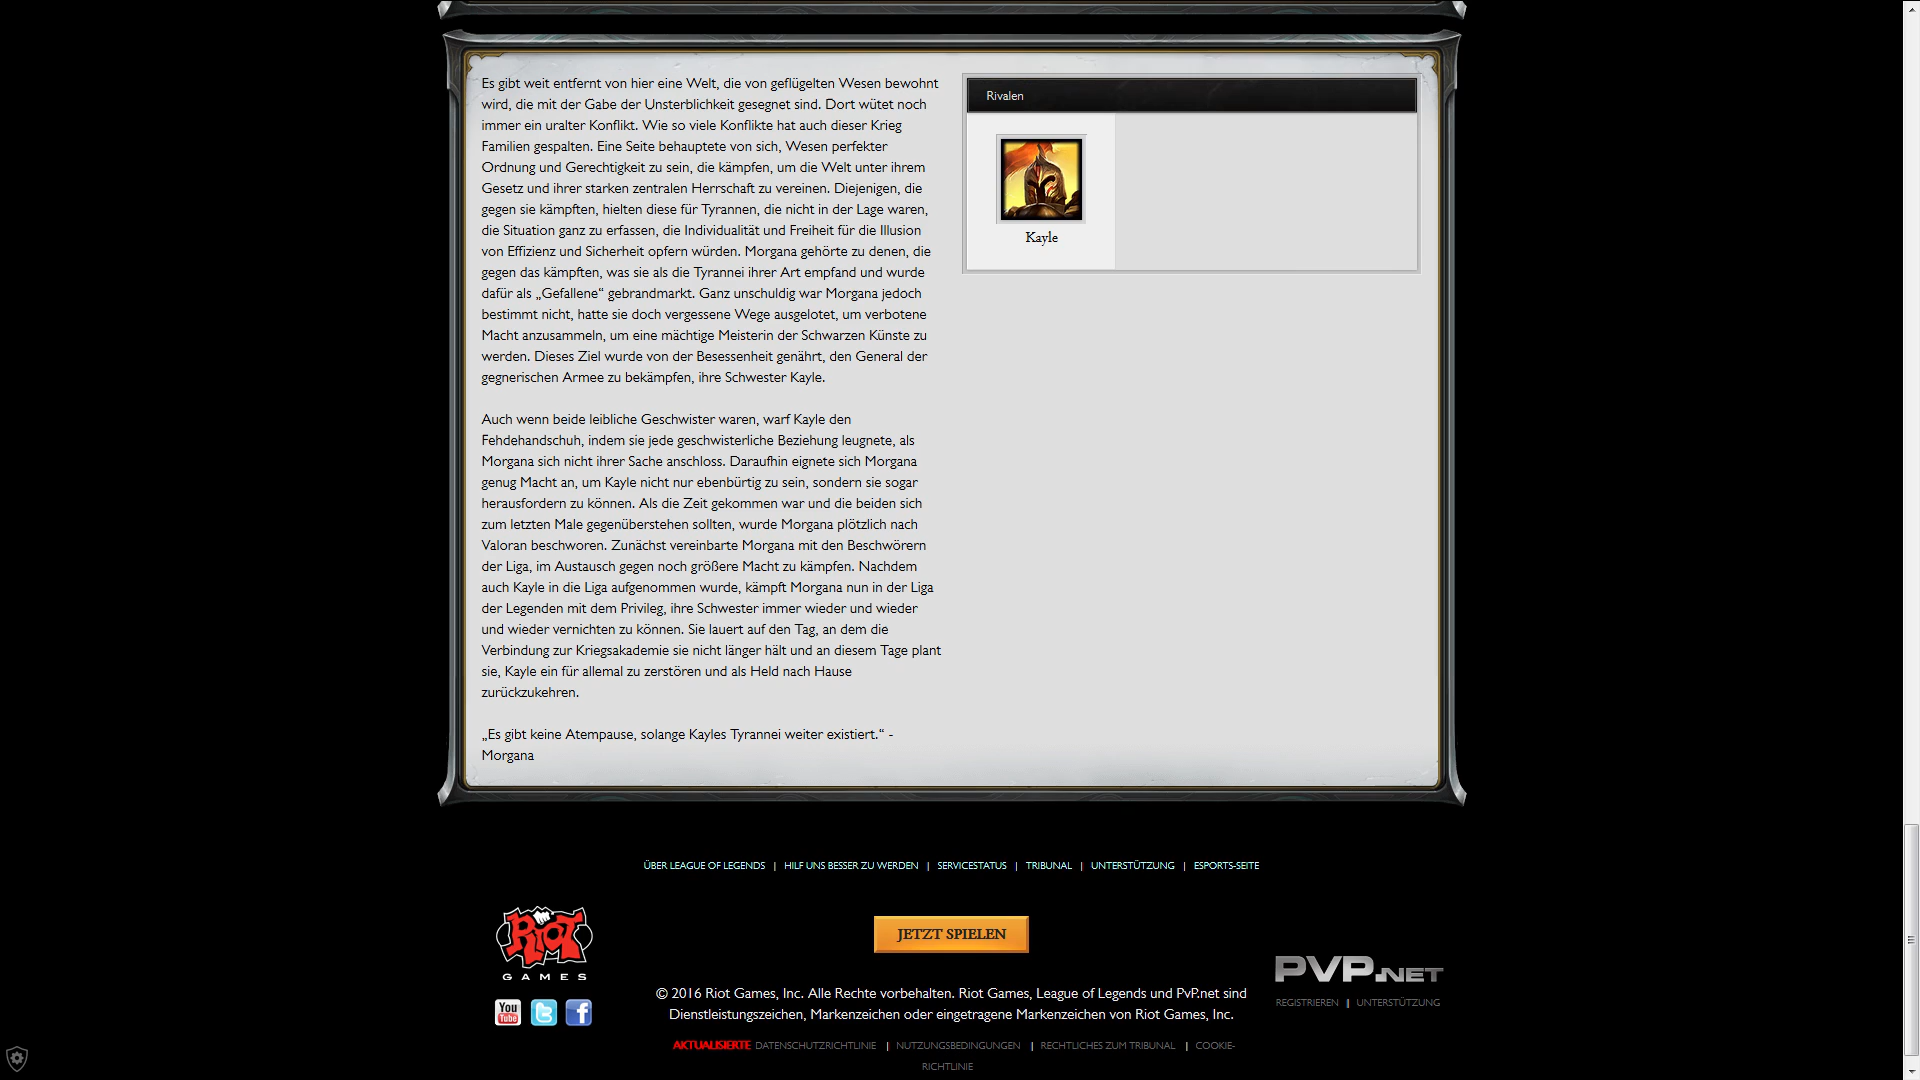 Es gibt weit entfernt von hier eine Welt, die von geflügelten Wesen bewohnt
wird, die mit der Gabe der Unsterblichkeit gesegnet sind. Dort wütet noch
immer ein uralter Konflikt. Wie so viele Konflikte hat auch dieser Krieg
Familien gespalten. Eine Seite behauptete von sich, Wesen perfekter
Ordnung und Gerechtigkeit zu sein, die kämpfen, um die Welt unter ihrem
Gesetz und ihrer starken zentralen Herrschaft zu vereinen. Diejenigen, die
gegen sie kämpften, hielten diese für Tyrannen, die nicht in der Lage waren,
die Situation ganz zu erfassen, die Individualität und Freiheit für die Illusion
von Effizienz und Sicherheit opfern würden. Morgana gehörte zu denen, die
gegen das kämpften, was sie als die Tyrannei ihrer Art empfand und wurde
dafür als „Gefallene“ gebrandmarkt. Ganz unschuldig war Morgana jedoch
bestimmt nicht, hatte sie doch vergessene Wege ausgelotet, um verbotene
Macht anzusammeln, um eine mächtige Meisterin der Schwarzen Künste zu
werden. Dieses Ziel wurde von der Besessenheit genährt, den General der
gegnerischen Armee zu bekämpfen, ihre Schwester Kayle.
Auch wenn beide leibliche Geschwister waren, warf Kayle den
Fehdehandschuh, indem sie jede geschwisterliche Beziehung leugnete, als
Morgana sich nicht ihrer Sache anschloss. Daraufhin eignete sich Morgana
genug Macht an, um Kayle nicht nur ebenbürtig zu sein, sondern sie sogar
herausfordern zu können. Als die Zeit gekommen war und die beiden sich
zum letzten Male gegenüberstehen sollten, wurde Morgana plötzlich nach
Valoran beschworen. Zunächst vereinbarte Morgana mit den Beschwörern
der Liga, im Austausch gegen noch größere Macht zu kämpfen. Nachdem
auch Kayle in die Liga aufgenommen wurde, kämpft Morgana nun in der Liga
der Legenden mit dem Privileg, ihre Schwester immer wieder und wieder
und wieder vernichten zu können. Sie lauert auf den Tag, an dem die
Verbindung zur Kriegsakademie sie nicht länger hält und an diesem Tage plant
sie, Kayle ein für allemal zu zerstören und als Held nach Hause
zurückzukehren.
„Es gibt keine Atempause, solange Kayles Tyrannei weiter existiert.“ -
Morgana
Rivalen
Kayle
ÜBER LEAGUE OF LEGENDS | HILF UNS BESSER ZU WERDEN | SERVICESTATUS | TRIBUNAL | UNTERSTÜTZUNG | ESPORTS-SEITE
RIOT
GAMES
You
Tube
JETZT SPIELEN
© 2016 Riot Games, Inc. Alle Rechte vorbehalten. Riot Games, League of Legends und PvP.net sind
Dienstleistungszeichen, Markenzeichen oder eingetragene Markenzeichen von Riot Games, Inc.
AKTUALISIERTE DATENSCHUTZRICHTLINIE | NUTZUNGSBEDINGUNGEN | RECHTLICHES ZUM TRIBUNAL | COOKIE-
RICHTLINIE
PVP.NET
REGISTRIEREN | UNTERSTÜTZUNG